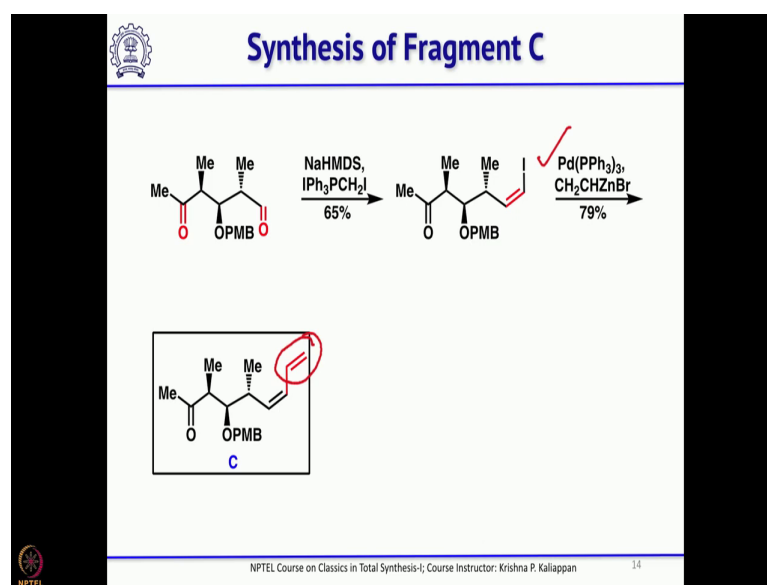 Synthesis of Fragment C
Me Me
Me
O OPMB O
NaHMDS,
IPh₃PCH₂I
65%
Me Me I
Me
O OPMB
Pd(PPh₃)₃,
CH₂CHZnBr
79%
Me Me
Me
O OPMB
C
NPTEL Course on Classics in Total Synthesis-I; Course Instructor: Krishna P. Kaliappan
14
NPTEL